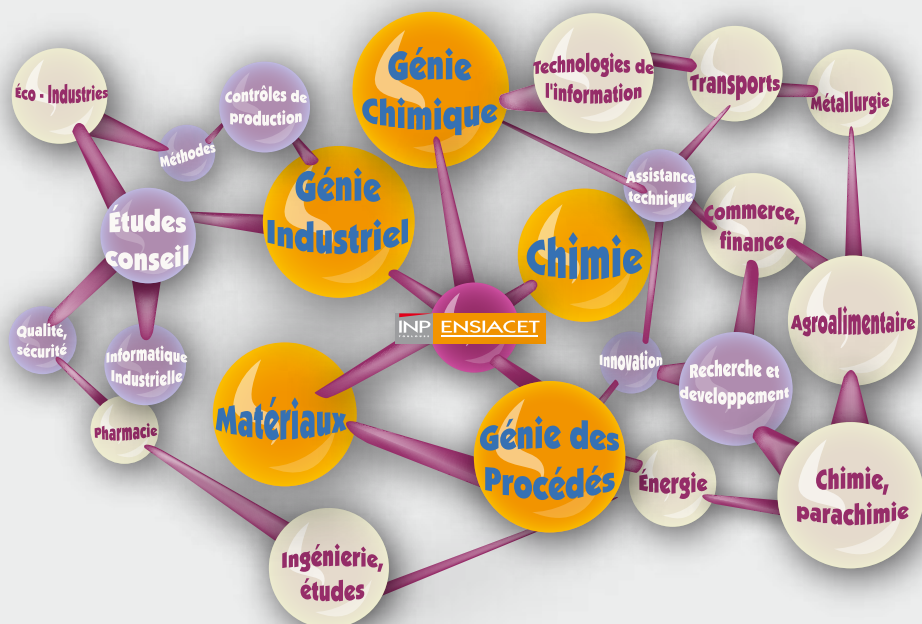 Éco - Industries
Méthodes
Contrôles de
production
Génie
Chimique
Technologies de
l'information
Transports
Métallurgie
Études
conseil
Génie
Industriel
Chimie
Assistance
technique
Commerce,
finance
Agroalimentaire
Qualité,
sécurité
Informatique
Industrielle
INP ENSIACET
Innovation
Recherche et
developpement
Pharmacie
Matériaux
Génie des
Procédés
Énergie
Chimie,
parachimie
Ingénierie,
études